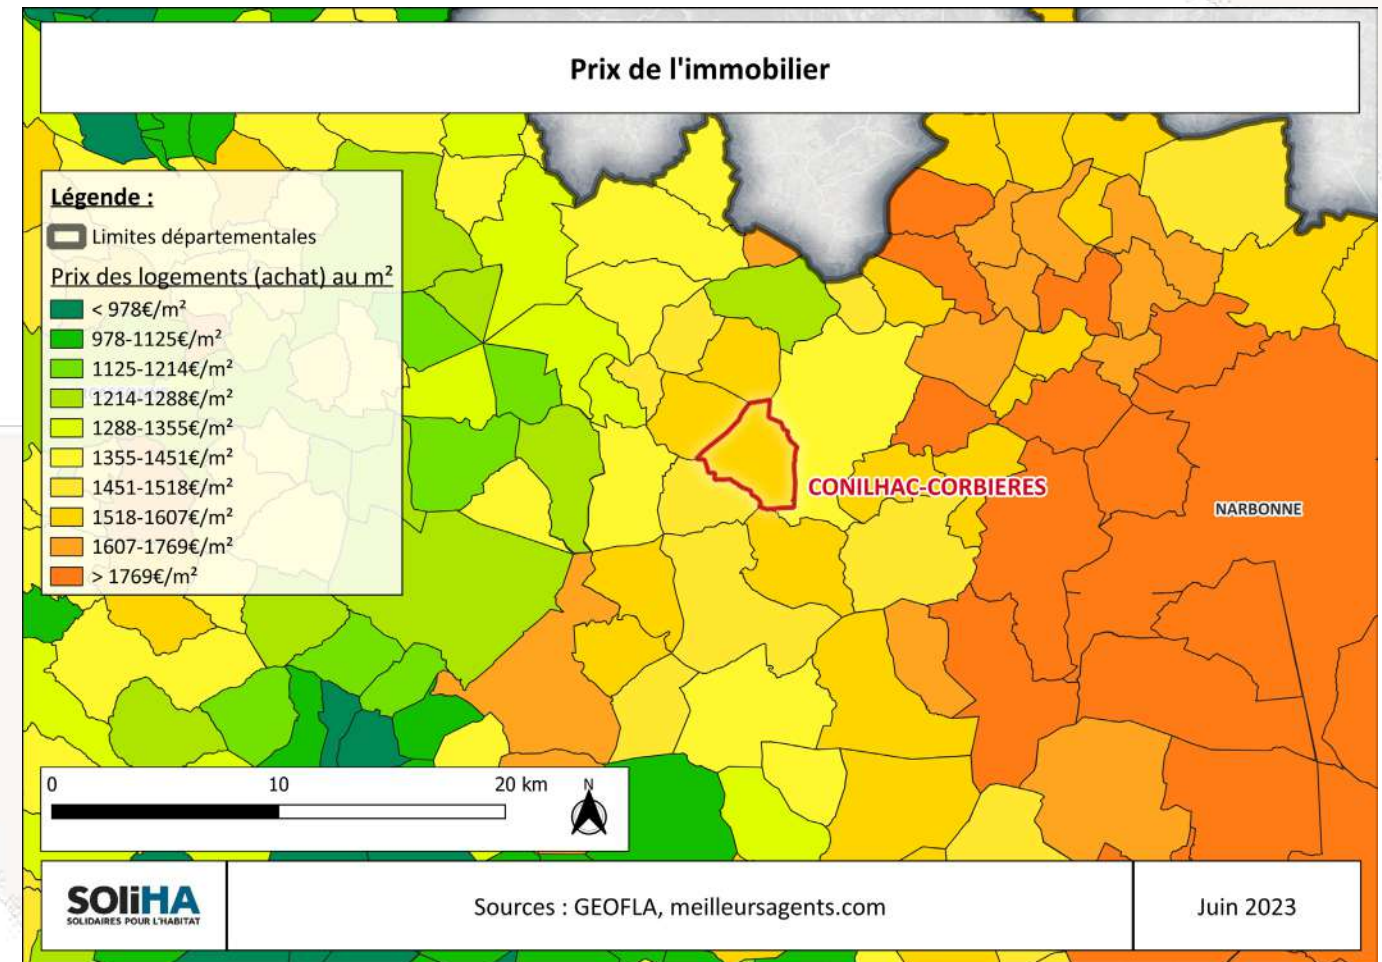 Prix de l'immobilier
Légende :
Limites départementales
Prix des logements (achat) au m²
< 978€/m²
978-1125€/m²
1125-1214€/m²
1214-1288€/m²
1288-1355€/m²
1355-1451€/m²
1451-1518€/m²
1518-1607€/m²
1607-1769€/m²
> 1769€/m²
CONILHAC-CORBIERES
NARBONNE
0 10 20 km
N
SOliHA
SOLIDAIRES POUR L'HABITAT
Sources : GEOFLA, meilleursagents.com
Juin 2023